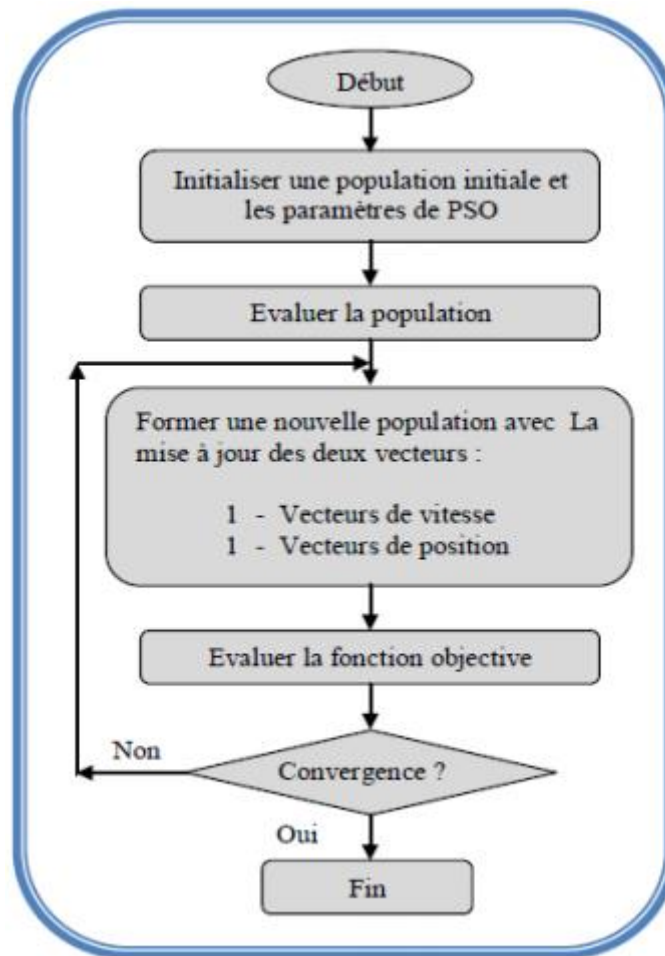 Début
Initialiser une population initiale et
les paramètres de PSO
Evaluer la population
Former une nouvelle population avec La
mise à jour des deux vecteurs :
1 - Vecteurs de vitesse
1 - Vecteurs de position
Evaluer la fonction objective
Non
Convergence ?
Oui
Fin